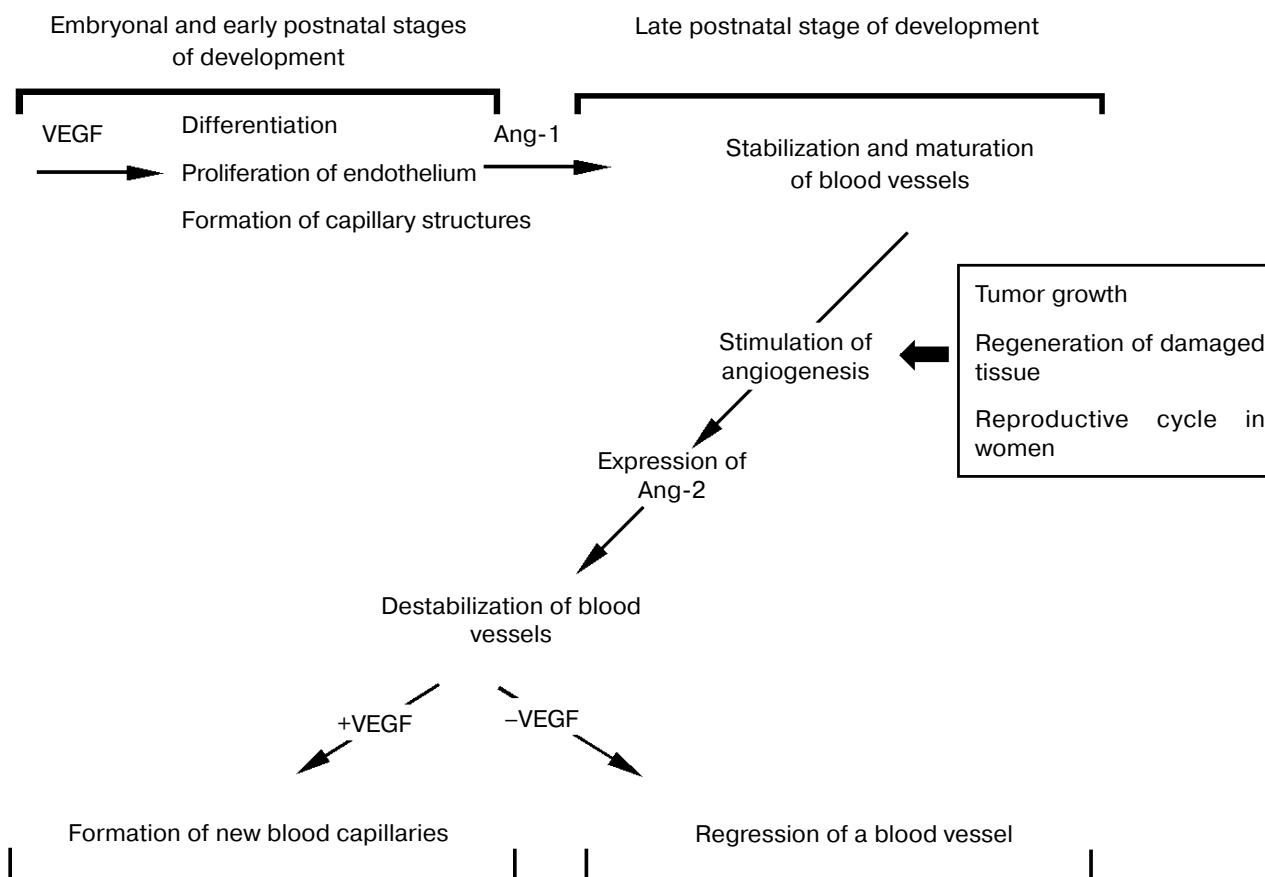 Embryonal and early postnatal stages
of development
Late postnatal stage of development
VEGF
Differentiation
Proliferation of endothelium
Formation of capillary structures
Ang-1
Stabilization and maturation
of blood vessels
Tumor growth
Regeneration of damaged
tissue
Reproductive cycle in
women
Stimulation of
angiogenesis
Expression of
Ang-2
Destabilization of blood
vessels
+VEGF
–VEGF
Formation of new blood capillaries
Regression of a blood vessel